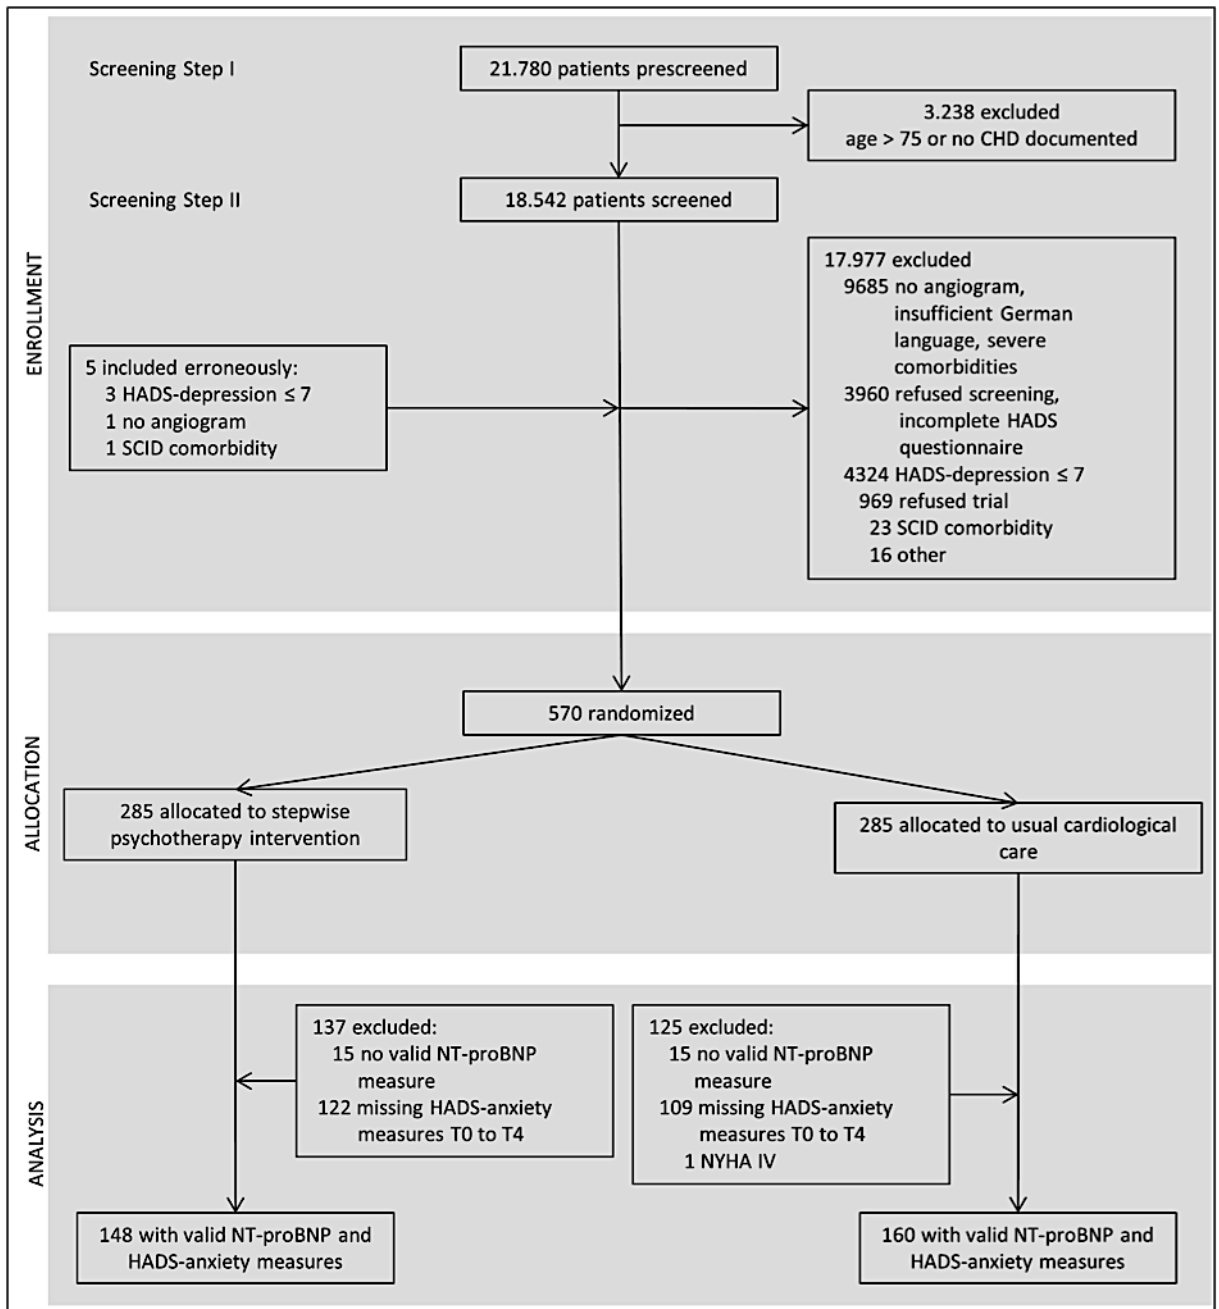 ENROLLMENT
Screening Step I
21.780 patients prescreened
3.238 excluded
age > 75 or no CHD documented
Screening Step II
18.542 patients screened
17.977 excluded
9685 no angiogram,
insufficient German
language, severe
comorbidities
3960 refused screening,
incomplete HADS
questionnaire
4324 HADS-depression ≤ 7
969 refused trial
23 SCID comorbidity
16 other
5 included erroneously:
3 HADS-depression ≤ 7
1 no angiogram
1 SCID comorbidity
ALLOCATION
570 randomized
285 allocated to stepwise
psychotherapy intervention
285 allocated to usual cardiological
care
ANALYSIS
137 excluded:
15 no valid NT-proBNP
measure
122 missing HADS-anxiety
measures T0 to T4
125 excluded:
15 no valid NT-proBNP
measure
109 missing HADS-anxiety
measures T0 to T4
1 NYHA IV
148 with valid NT-proBNP and
HADS-anxiety measures
160 with valid NT-proBNP and
HADS-anxiety measures